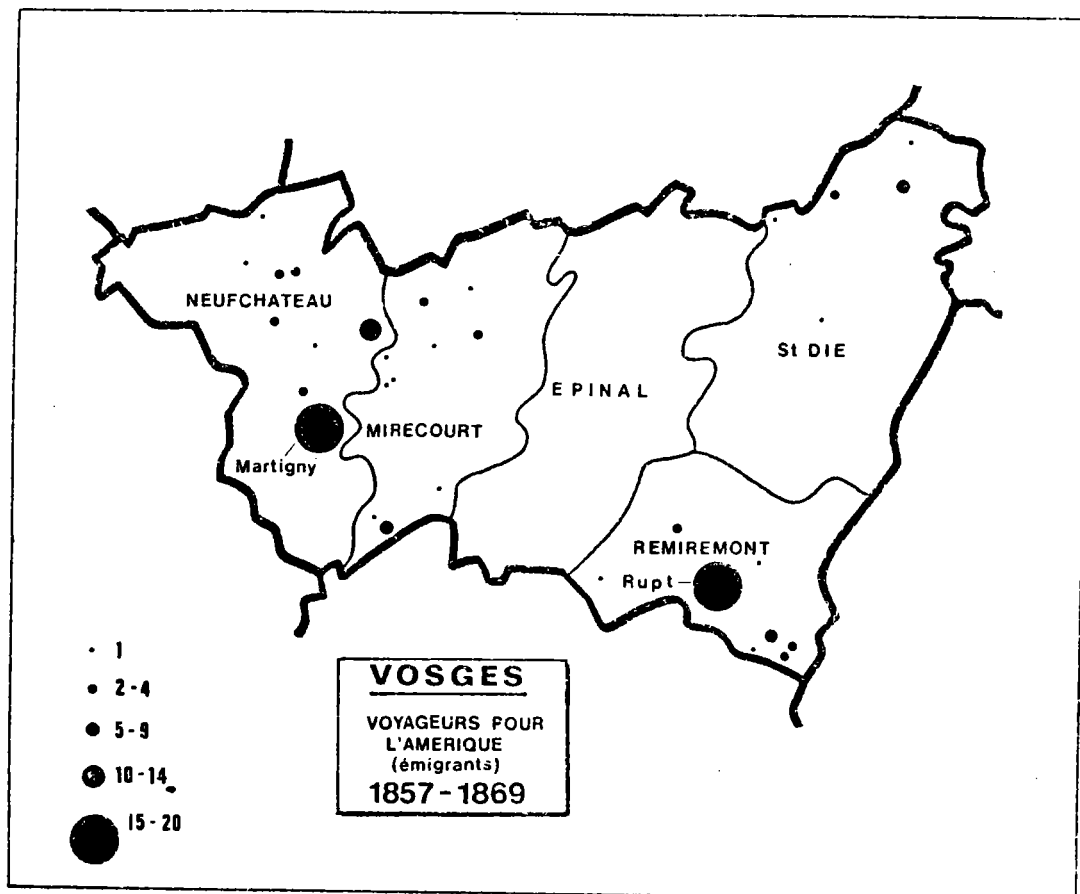 NEUFCHATEAU
St DIE
EPINAL
MIRECOURT
Martigny
REMIREMONT
Rupt
1
2-4
5-9
10-14
15-20
VOSGES
VOYAGEURS POUR
L'AMERIQUE
(émigrants)
1857-1869